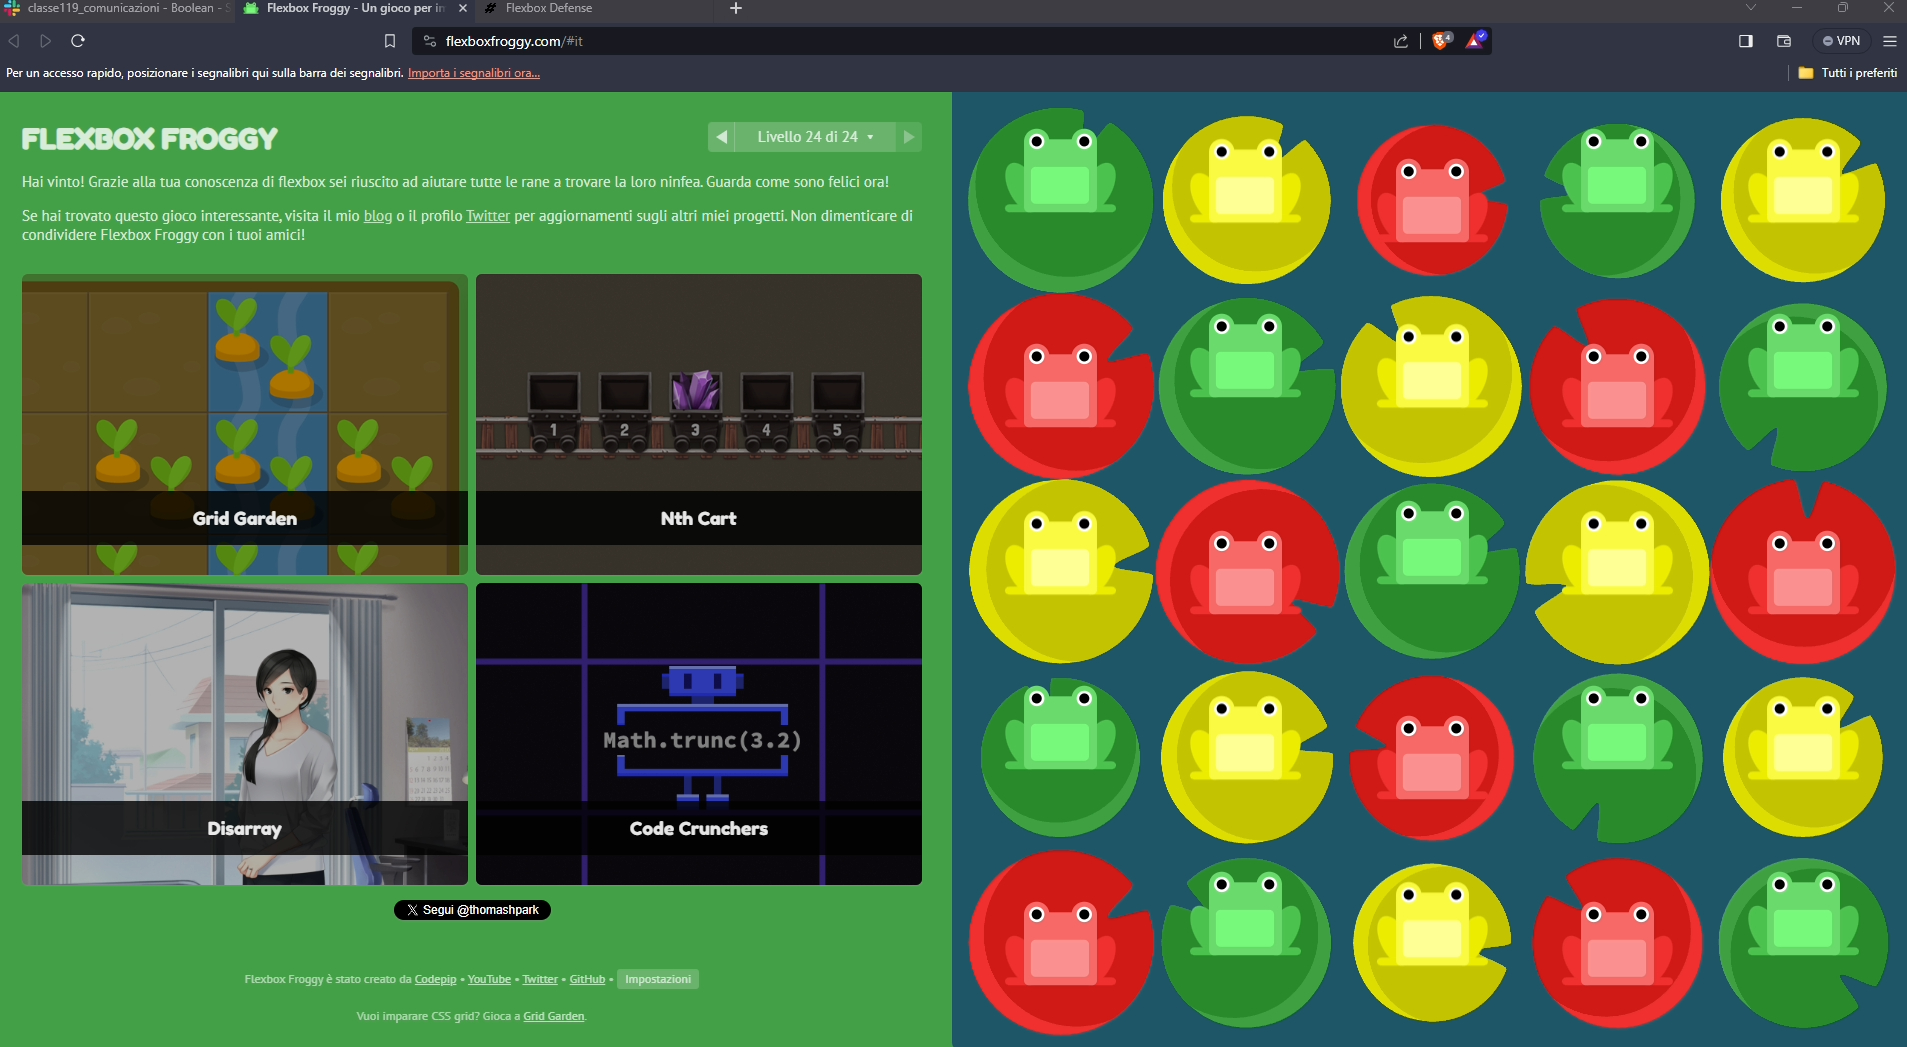 classe119_comunicazioni - Boolean - S
Flexbox Froggy - Un gioco per im
Flexbox Defense
flexboxfroggy.com/#it
4
VPN
Per un accesso rapido, posizionare i segnalibri qui sulla barra dei segnalibri. Importa i segnalibri ora...
Tutti i preferiti
FLEXBOX FROGGY
Livello 24 di 24
Hai vinto! Grazie alla tua conoscenza di flexbox sei riuscito ad aiutare tutte le rane a trovare la loro ninfea. Guarda come sono felici ora!
Se hai trovato questo gioco interessante, visita il mio blog o il profilo Twitter per aggiornamenti sugli altri miei progetti. Non dimenticare di
condividere Flexbox Froggy con i tuoi amici!
1 2 3 4 5
Grid Garden
Nth Cart
Math.trunc(3.2)
Disarray
Code Crunchers
X Segui @thomashpark
Flexbox Froggy è stato creato da Codepip • YouTube • Twitter • GitHub • Impostazioni
Vuoi imparare CSS grid? Gioca a Grid Garden.